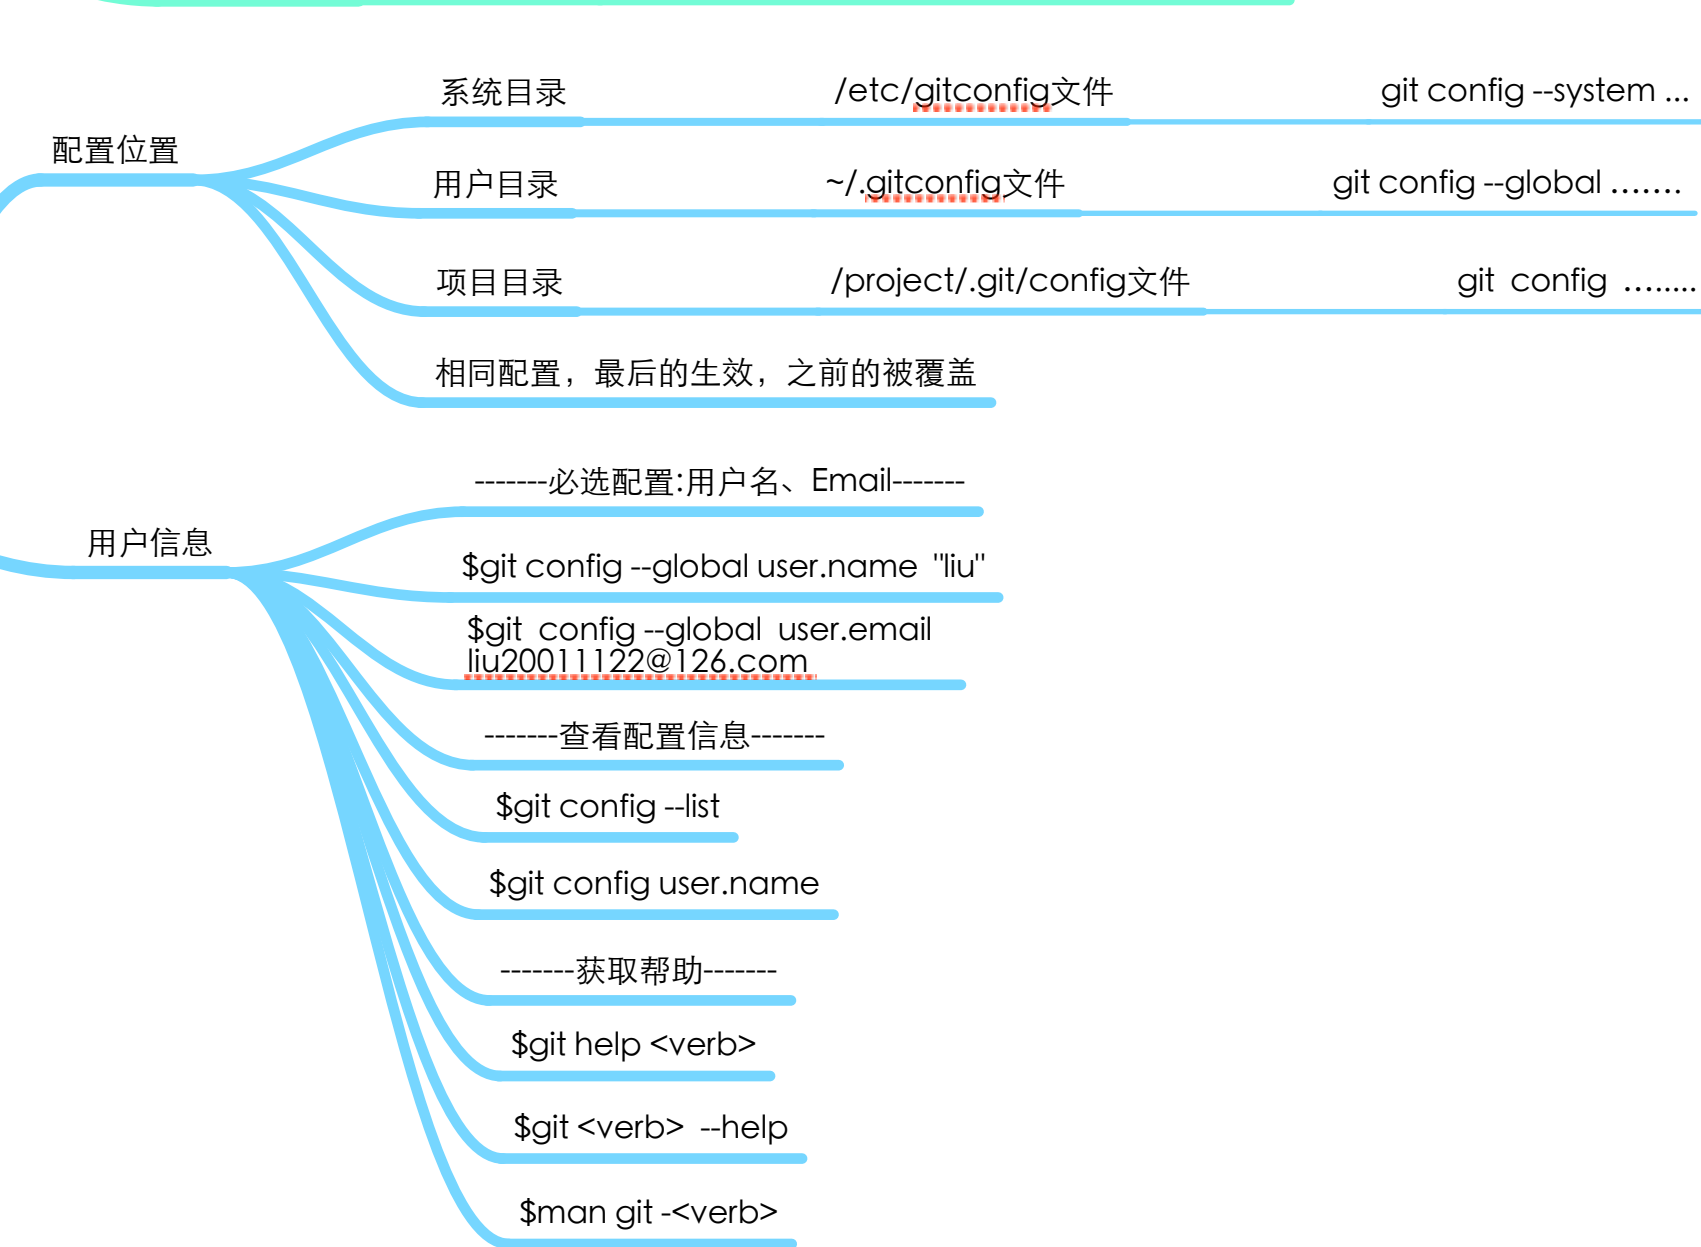 配置位置
系统目录
/etc/gitconfig文件
git config --system ...
用户目录
~/.gitconfig文件
git config --global .......
项目目录
/project/.git/config文件
git  config  ........
相同配置，最后的生效，之前的被覆盖
用户信息
-------必选配置:用户名、Email-------
$git config --global user.name  "liu"
$git  config --global  user.email
liu20011122@126.com
-------查看配置信息-------
$git config --list
$git config user.name
-------获取帮助-------
$git help <verb>
$git <verb>  --help
$man git -<verb>